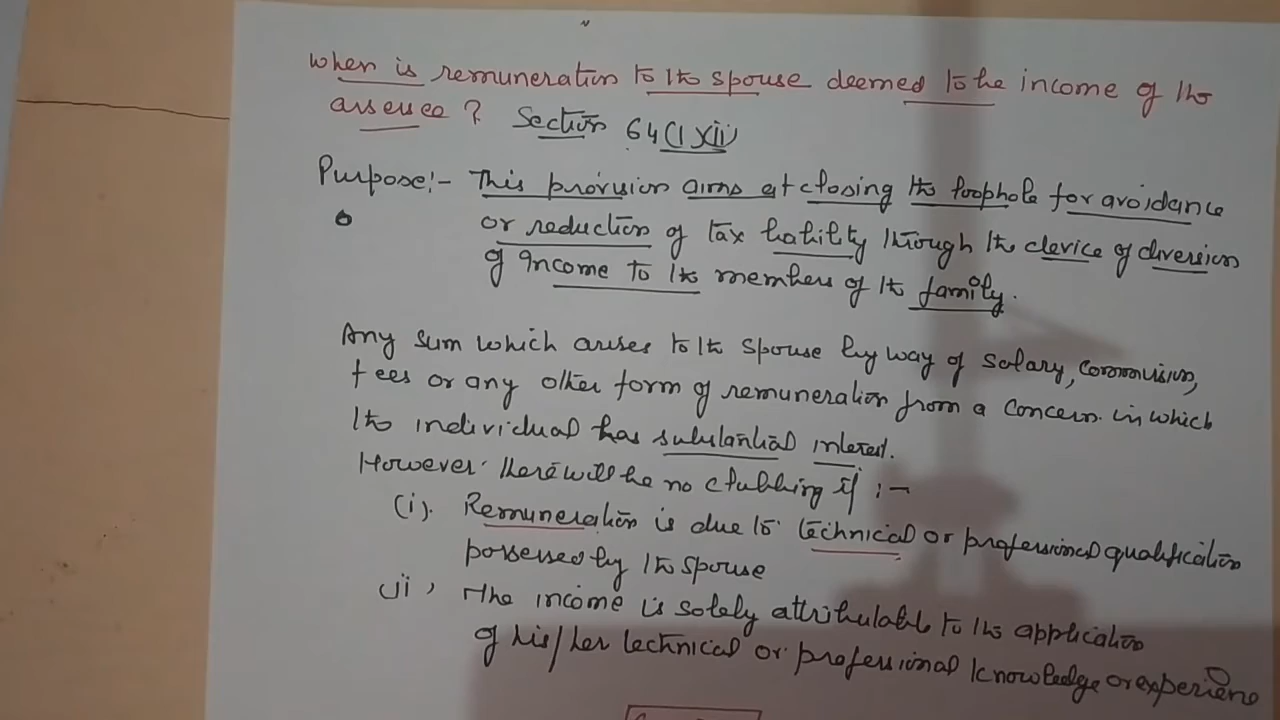 When is remuneration to the spouse deemed to be income of the
assessee? Section 64(1)(ii)
Purpose:- This provision aims at closing the loophole for avoidance
or reduction of tax liability through the device of diversion
of income to the members of the family.
Any sum which arises to the spouse by way of salary, commission,
fees or any other form of remuneration from a concern in which
the individual has substantial interest.
However there will be no clubbing if :-
(i). Remuneration is due to technical or professional qualification
possessed by the spouse
(ii) The income is solely attributable to the application
of his/her technical or professional knowledge or experience